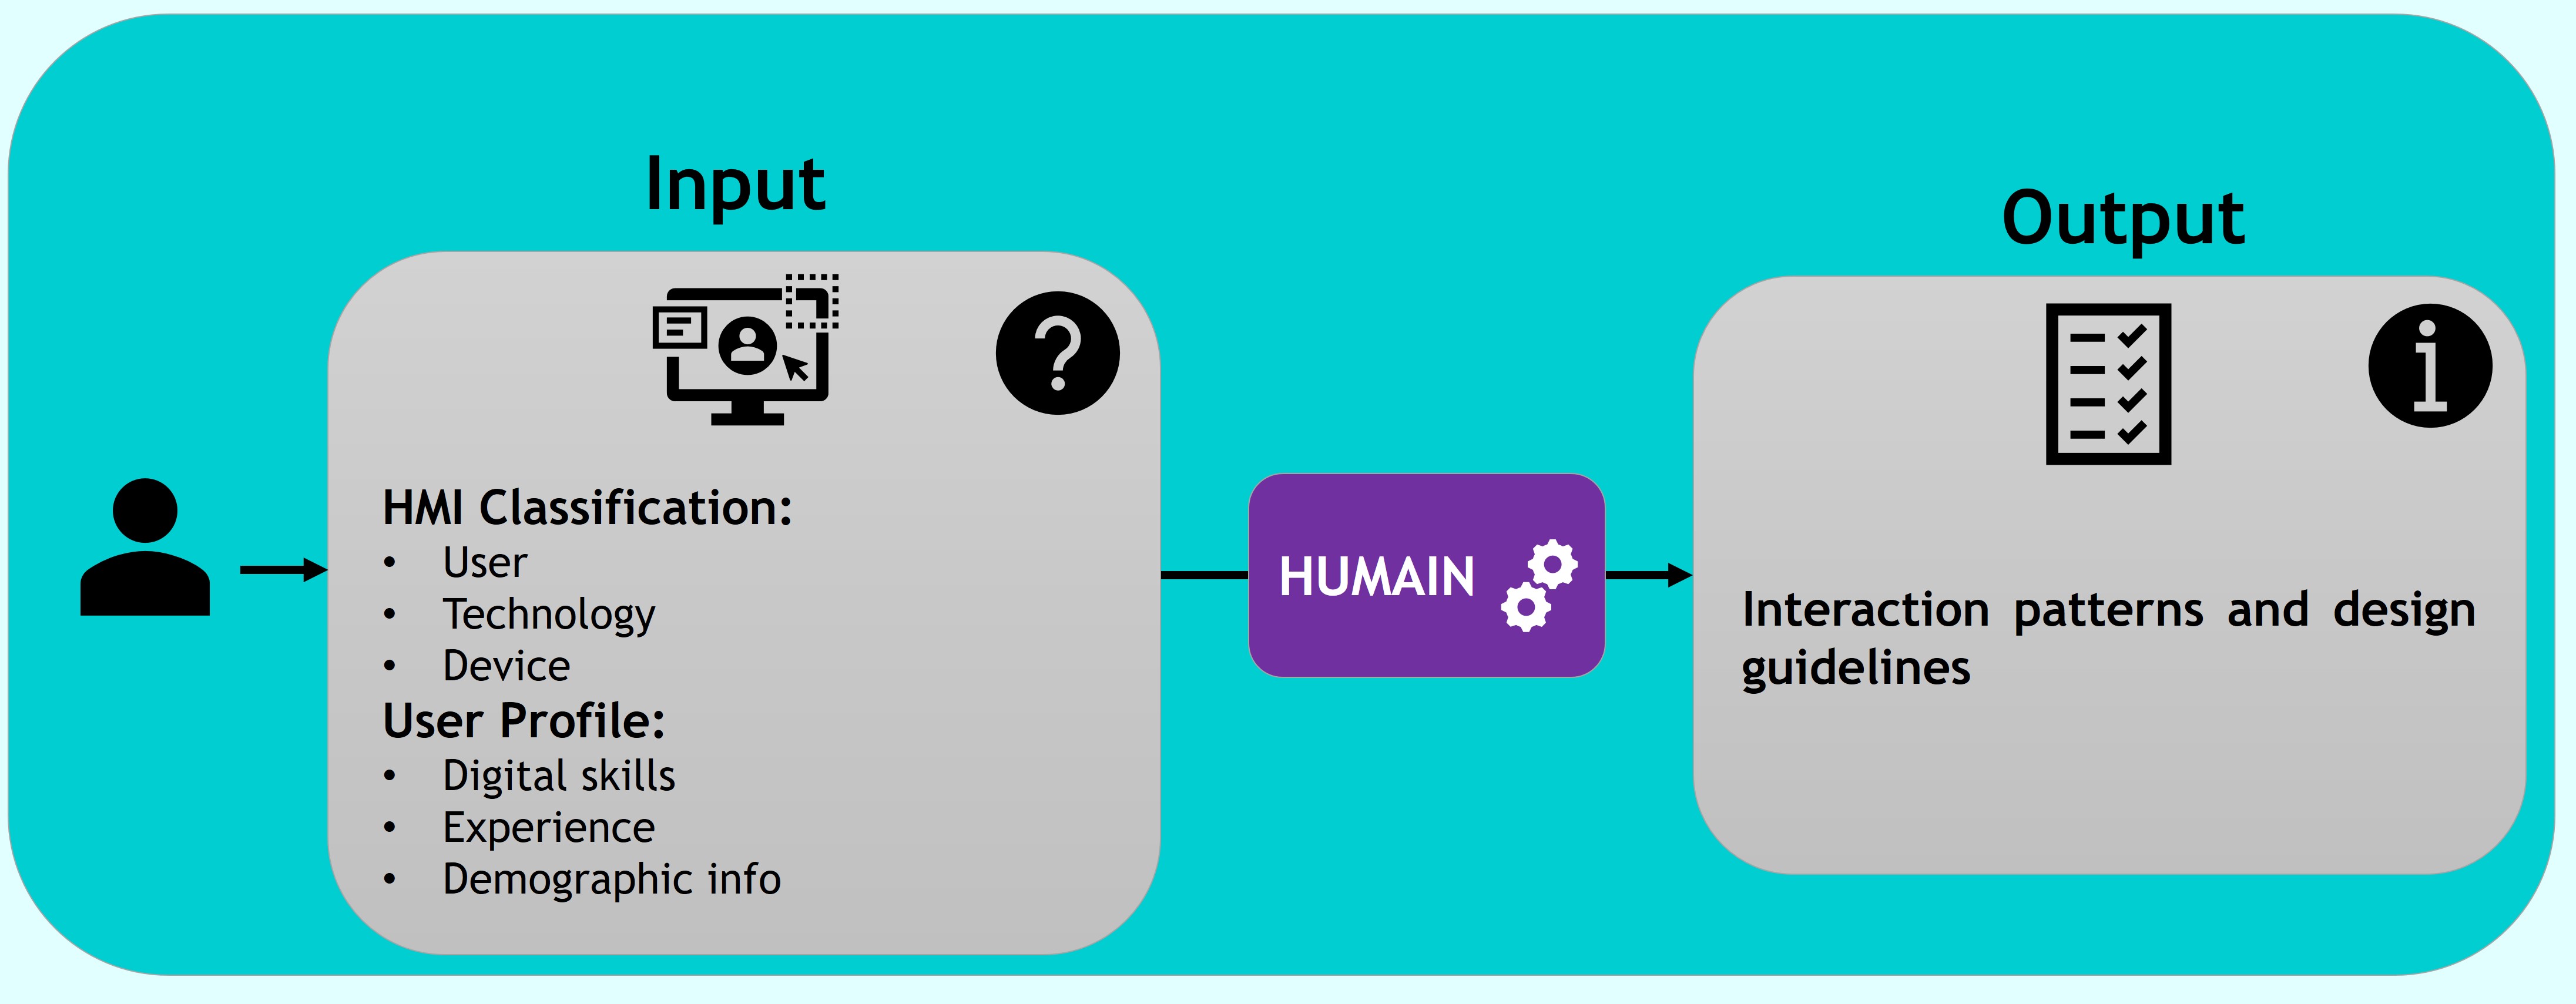 Input
Output
HMI Classification:
• User
• Technology
• Device
User Profile:
• Digital skills
• Experience
• Demographic info
HUMAIN
Interaction patterns and design
guidelines